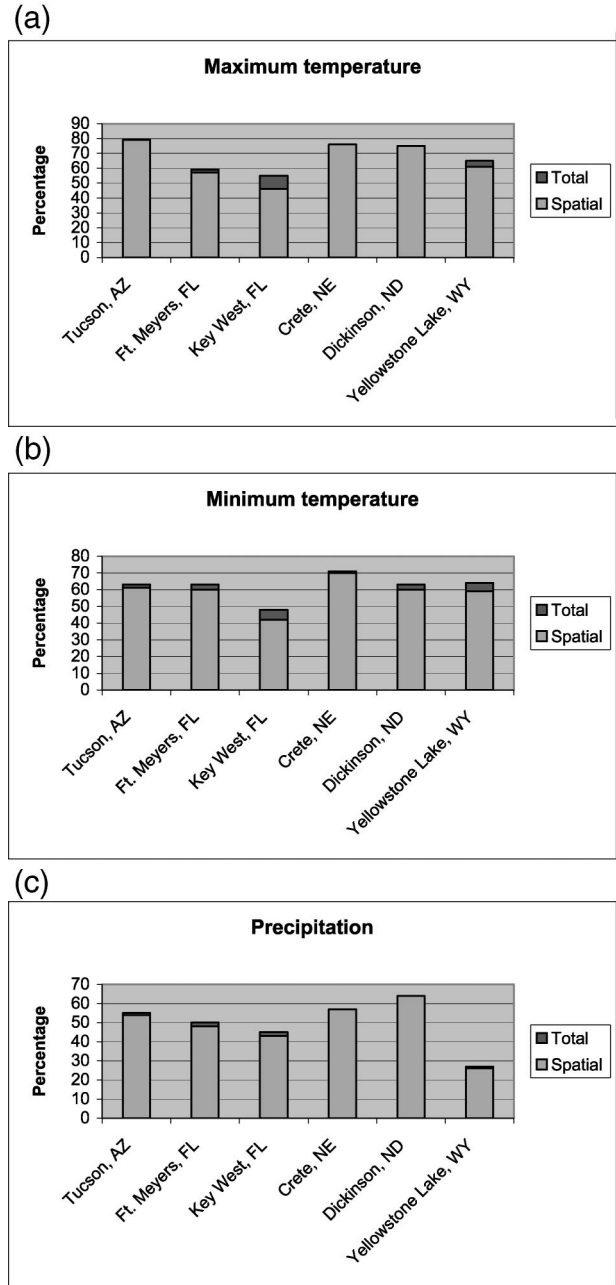 (a)
Maximum temperature
Percentage
90
80
70
60
50
40
30
20
10
0
Tucson, AZ
Ft. Meyers, FL
Key West, FL
Crete, NE
Dickinson, ND
Yellowstone Lake, WY
Total
Spatial
(b)
Minimum temperature
Percentage
80
70
60
50
40
30
20
10
0
Tucson, AZ
Ft. Meyers, FL
Key West, FL
Crete, NE
Dickinson, ND
Yellowstone Lake, WY
Total
Spatial
(c)
Precipitation
Percentage
70
60
50
40
30
20
10
0
Tucson, AZ
Ft. Meyers, FL
Key West, FL
Crete, NE
Dickinson, ND
Yellowstone Lake, WY
Total
Spatial